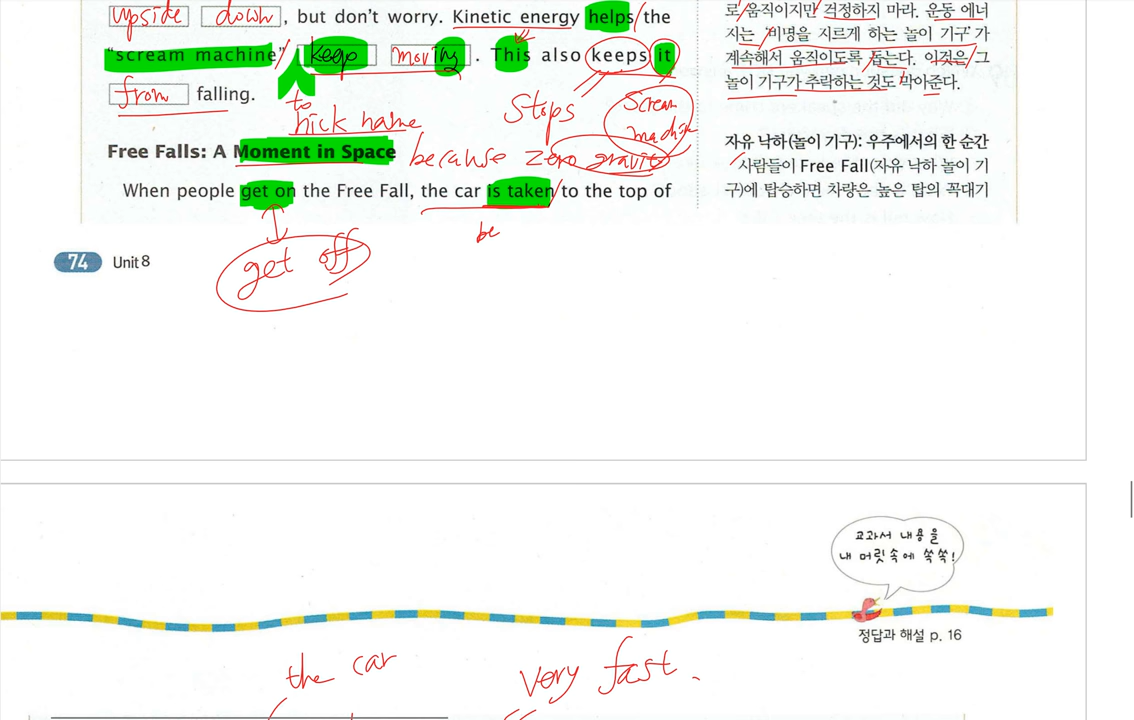 upside down, but don't worry. Kinetic energy helps the
"scream machine" keep moving. This also keeps it
from falling.
to
nick name
Stops
Scream
machine
Free Falls: A Moment in Space
because zero gravity
When people get on the Free Fall, the car is taken to the top of
be
get off
74 Unit 8
로 움직이지만 걱정하지 마라. 운동 에너
지는 '비명을 지르게 하는 놀이 기구'가
계속해서 움직이도록 돕는다. 이것은 그
놀이 기구가 추락하는 것도 막아준다.
자유 낙하(놀이 기구): 우주에서의 한 순간
사람들이 Free Fall(자유 낙하 놀이 기
구)에 탑승하면 차량은 높은 탑의 꼭대기
교과서 내용을
내 머릿속에 쏙쏙!
정답과 해설 p. 16
the car
very fast.